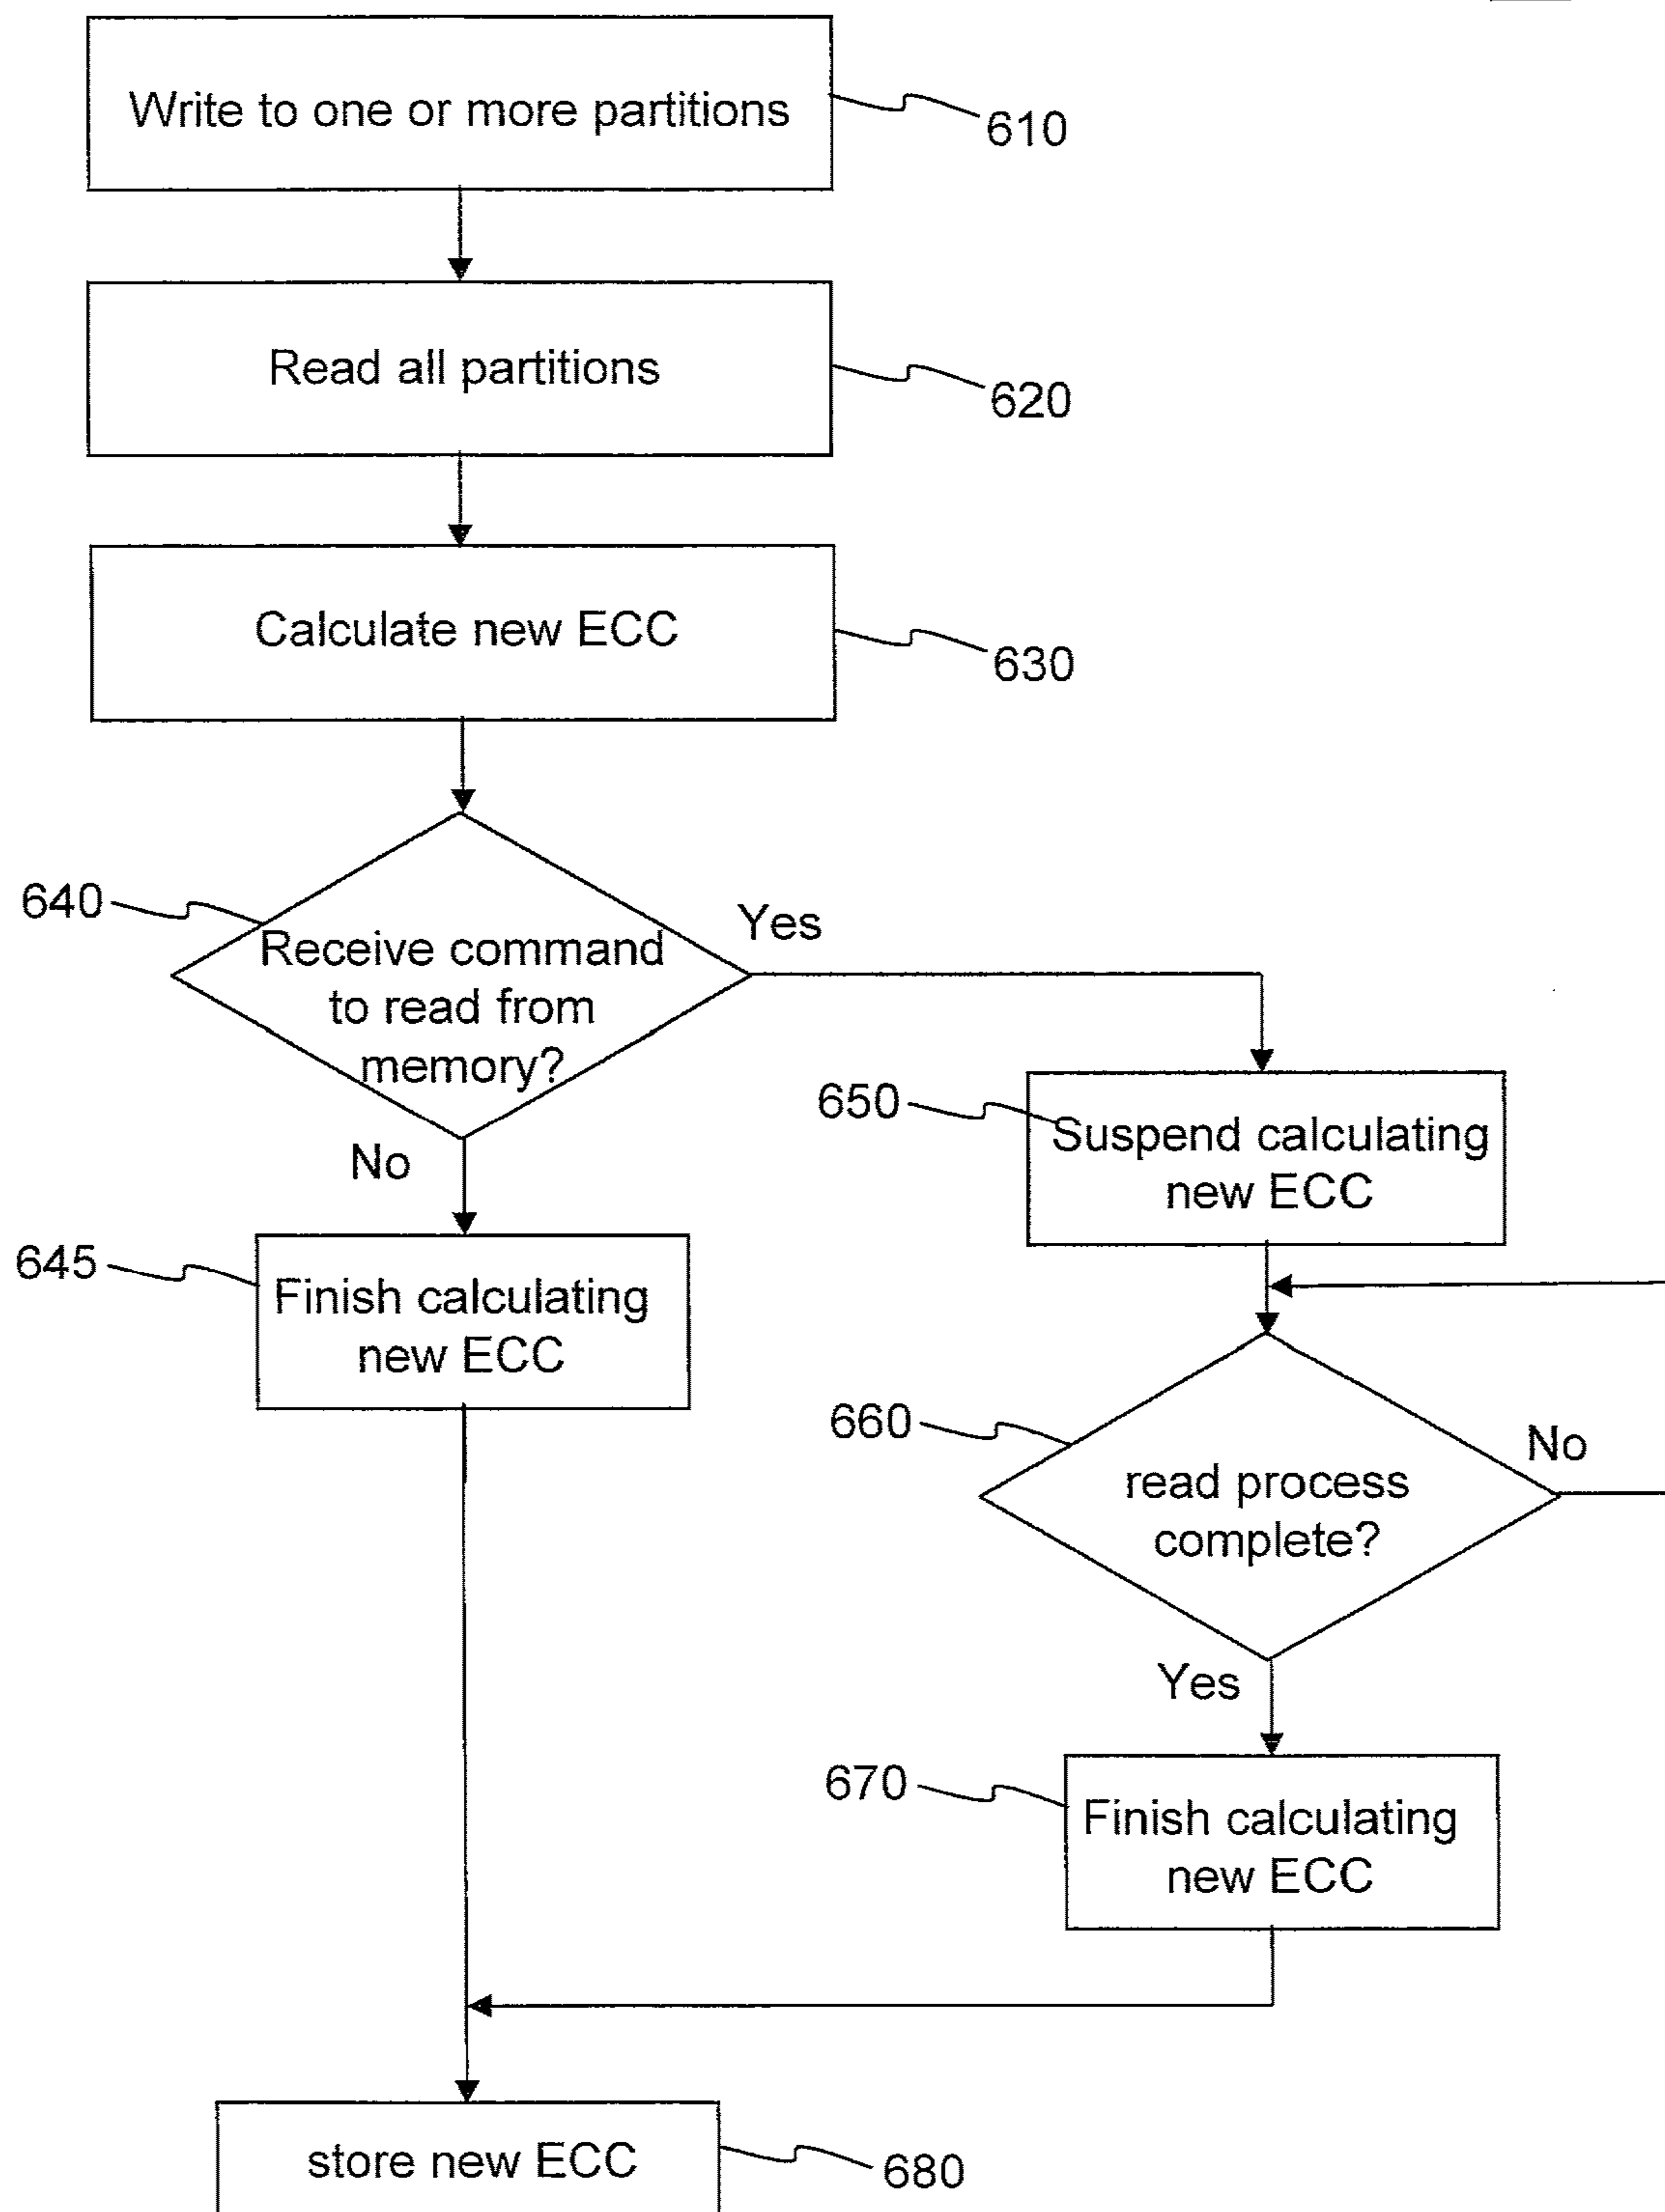 Write to one or more partitions
610
Read all partitions
620
Calculate new ECC
630
640
Receive command
to read from
memory?
Yes
No
650
Suspend calculating
new ECC
645
Finish calculating
new ECC
660
read process
complete?
No
Yes
670
Finish calculating
new ECC
store new ECC
680